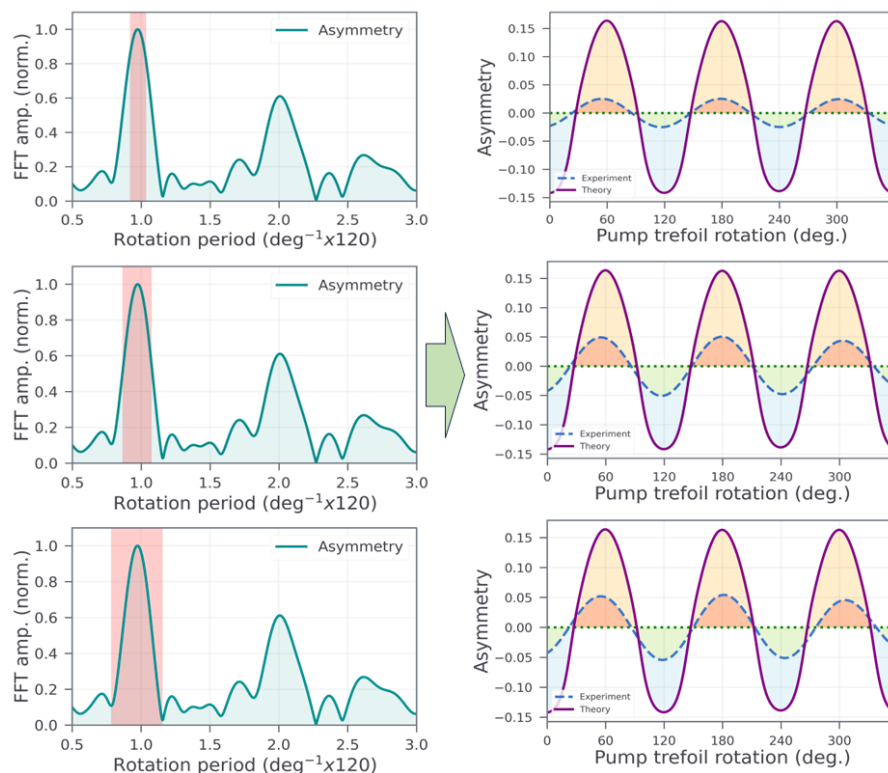 FFT amp. (norm.)
1.0
0.8
0.6
0.4
0.2
0.0
Asymmetry
0.5 1.0 1.5 2.0 2.5 3.0
Rotation period (deg⁻¹x120)
Asymmetry
0.15
0.10
0.05
0.00
−0.05
−0.10
−0.15
Experiment
Theory
0 60 120 180 240 300
Pump trefoil rotation (deg.)
FFT amp. (norm.)
1.0
0.8
0.6
0.4
0.2
0.0
Asymmetry
0.5 1.0 1.5 2.0 2.5 3.0
Rotation period (deg⁻¹x120)
Asymmetry
0.15
0.10
0.05
0.00
−0.05
−0.10
−0.15
Experiment
Theory
0 60 120 180 240 300
Pump trefoil rotation (deg.)
FFT amp. (norm.)
1.0
0.8
0.6
0.4
0.2
0.0
Asymmetry
0.5 1.0 1.5 2.0 2.5 3.0
Rotation period (deg⁻¹x120)
Asymmetry
0.15
0.10
0.05
0.00
−0.05
−0.10
−0.15
Experiment
Theory
0 60 120 180 240 300
Pump trefoil rotation (deg.)